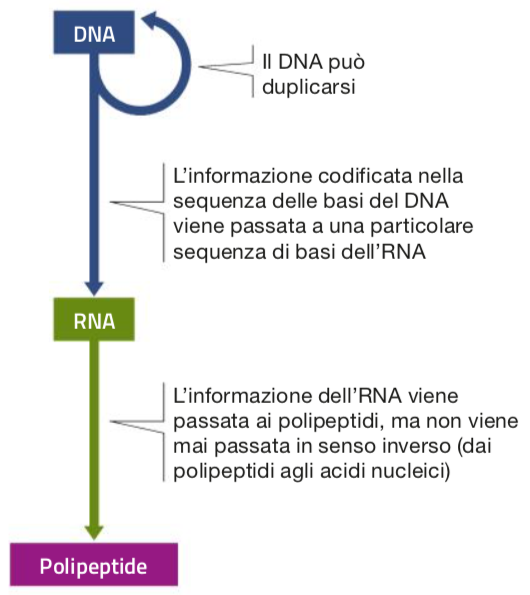 DNA
Il DNA può
duplicarsi
L’informazione codificata nella
sequenza delle basi del DNA
viene passata a una particolare
sequenza di basi dell’RNA
RNA
L’informazione dell’RNA viene
passata ai polipeptidi, ma non viene
mai passata in senso inverso (dai
polipeptidi agli acidi nucleici)
Polipeptide